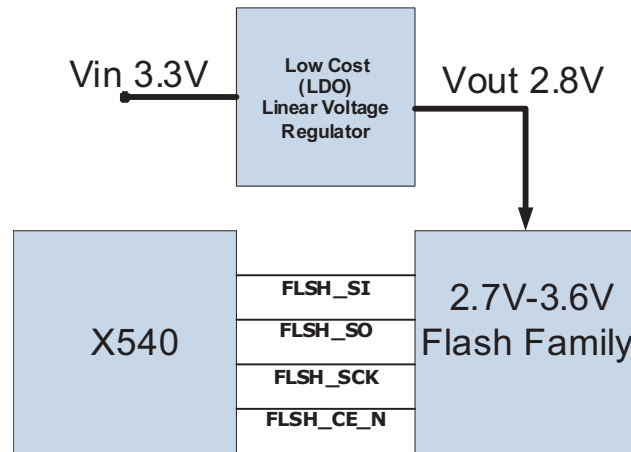 Vin 3.3V
Low Cost
(LDO)
Linear Voltage
Regulator
Vout 2.8V
X540
FLSH_SI
FLSH_SO
FLSH_SCK
FLSH_CE_N
2.7V-3.6V
Flash Family